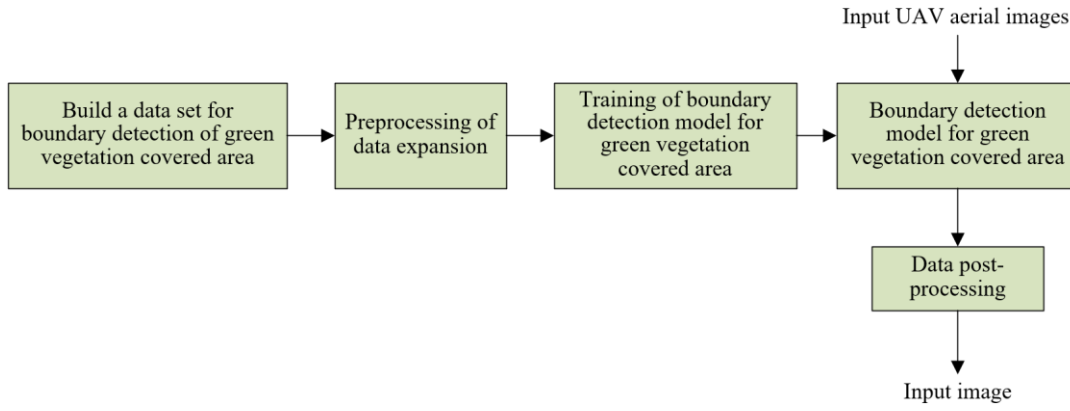 Input UAV aerial images
Build a data set for
boundary detection of green
vegetation covered area
Preprocessing of
data expansion
Training of boundary
detection model for
green vegetation
covered area
Boundary detection
model for green
vegetation covered area
Data post-
processing
Input image